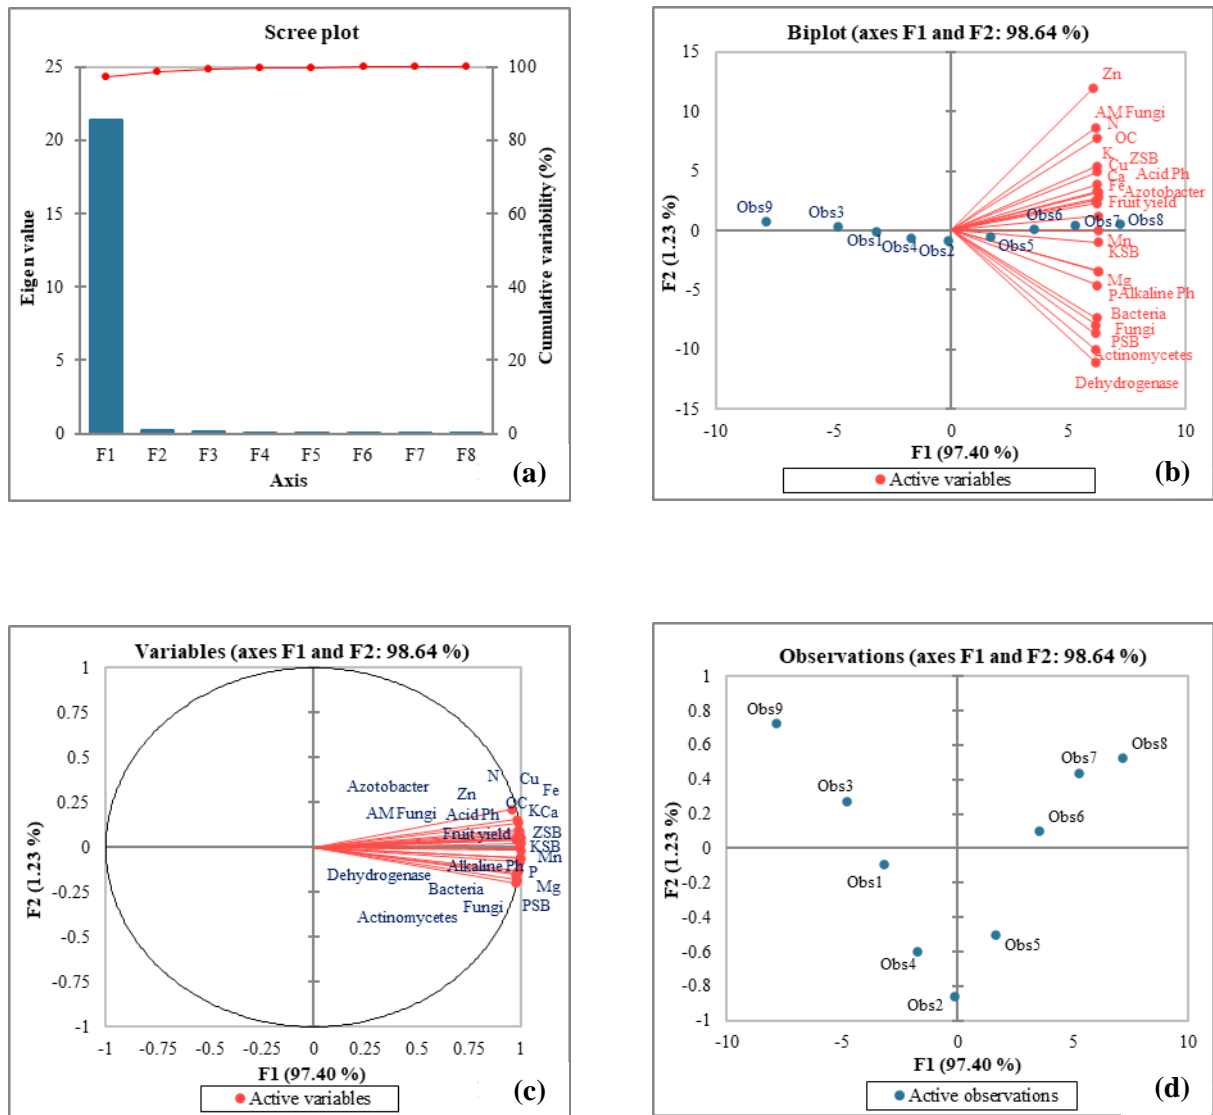 Scree plot
25
20
15
10
5
0
100
80
60
40
20
0
Eigen value
Cumulative variability (%)
F1 F2 F3 F4 F5 F6 F7 F8
Axis
(a)
Biplot (axes F1 and F2: 98.64 %)
15
10
5
0
-5
-10
-15
F2 (1.23 %)
Zn
AM Fungi
N
OC
K
ZSB
Cu
Ca
Acid Ph
Fe
Azotobacter
Fruit yield
Obs9
Obs3
Obs1
Obs4
Obs2
Obs5
Obs6
Obs7
Obs8
Mn
KSB
Mg
P
Alkaline Ph
Bacteria
Fungi
PSB
Actinomycetes
Dehydrogenase
-10 -5 0 5 10
F1 (97.40 %)
Active variables
(b)
Variables (axes F1 and F2: 98.64 %)
1
0.75
0.5
0.25
0
-0.25
-0.5
-0.75
-1
F2 (1.23 %)
N
Cu
Azotobacter
Zn
Fe
OC
AM Fungi
Acid Ph
K
Ca
Fruit yield
ZSB
KSB
Mn
Alkaline Ph
P
Dehydrogenase
Bacteria
Mg
Fungi
PSB
Actinomycetes
-1 -0.75 -0.5 -0.25 0 0.25 0.5 0.75 1
F1 (97.40 %)
Active variables
(c)
Observations (axes F1 and F2: 98.64 %)
1
0.8
0.6
0.4
0.2
0
-0.2
-0.4
-0.6
-0.8
-1
F2 (1.23 %)
Obs9
Obs3
Obs1
Obs4
Obs2
Obs5
Obs6
Obs7
Obs8
-10 -5 0 5 10
F1 (97.40 %)
Active observations
(d)